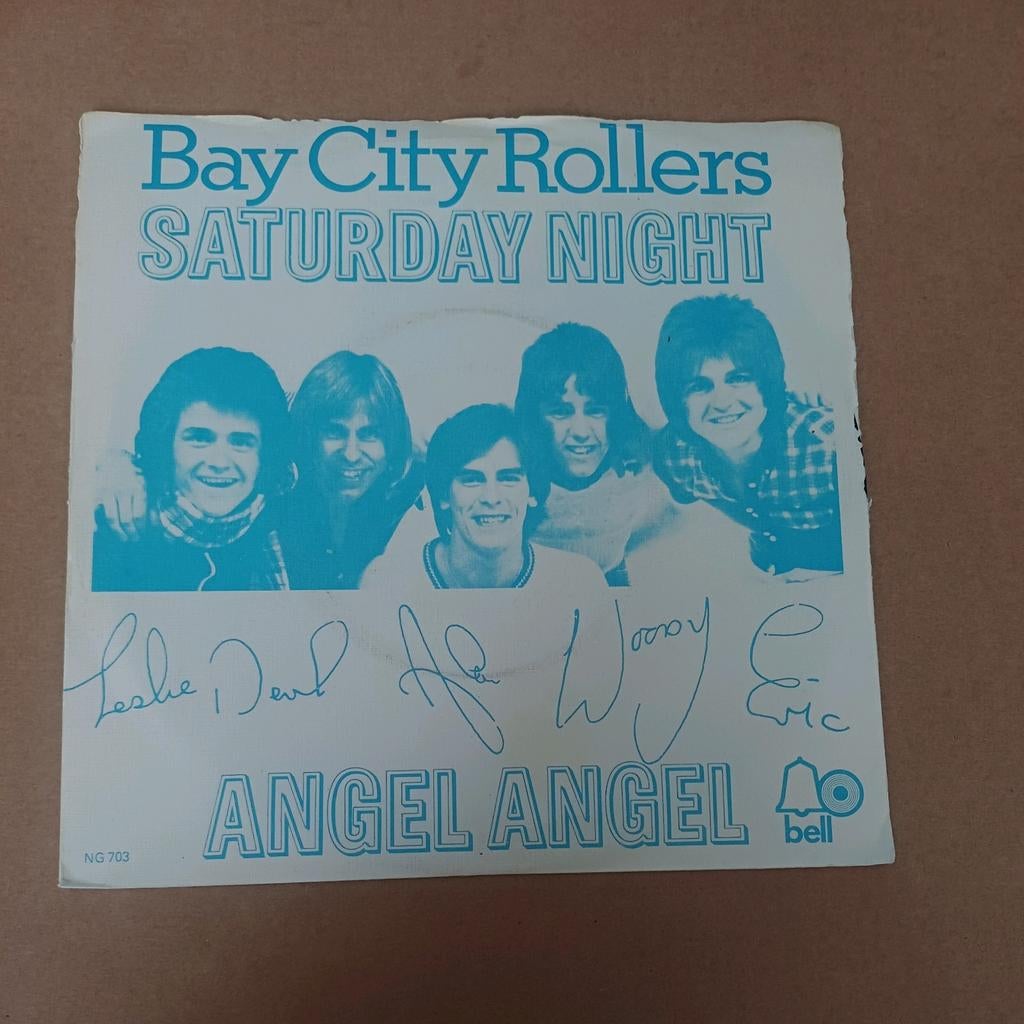 Bay City Rollers
SATURDAY NIGHT
Leslie Derek Alan Woody Eric
ANGEL ANGEL
bell
NG 703